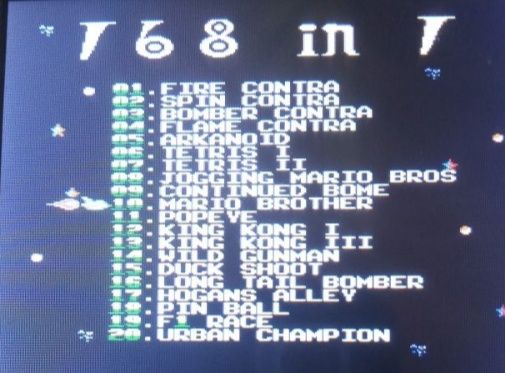 168 in 1
01.FIRE CONTRA
02.SPIN CONTRA
03.BOMBER CONTRA
04.FLAME CONTRA
05.ARKANOID
06.TETRIS I
07.TETRIS II
08.JOGGING MARIO BROS
09.CONTINUED BOME
10.MARIO BROTHER
11.POPEYE
12.KING KONG I
13.KING KONG III
14.WILD GUNMAN
15.DUCK SHOOT
16.LONG TAIL BOMBER
17.HOGANS ALLEY
18.PIN BALL
19.F1 RACE
20.URBAN CHAMPION